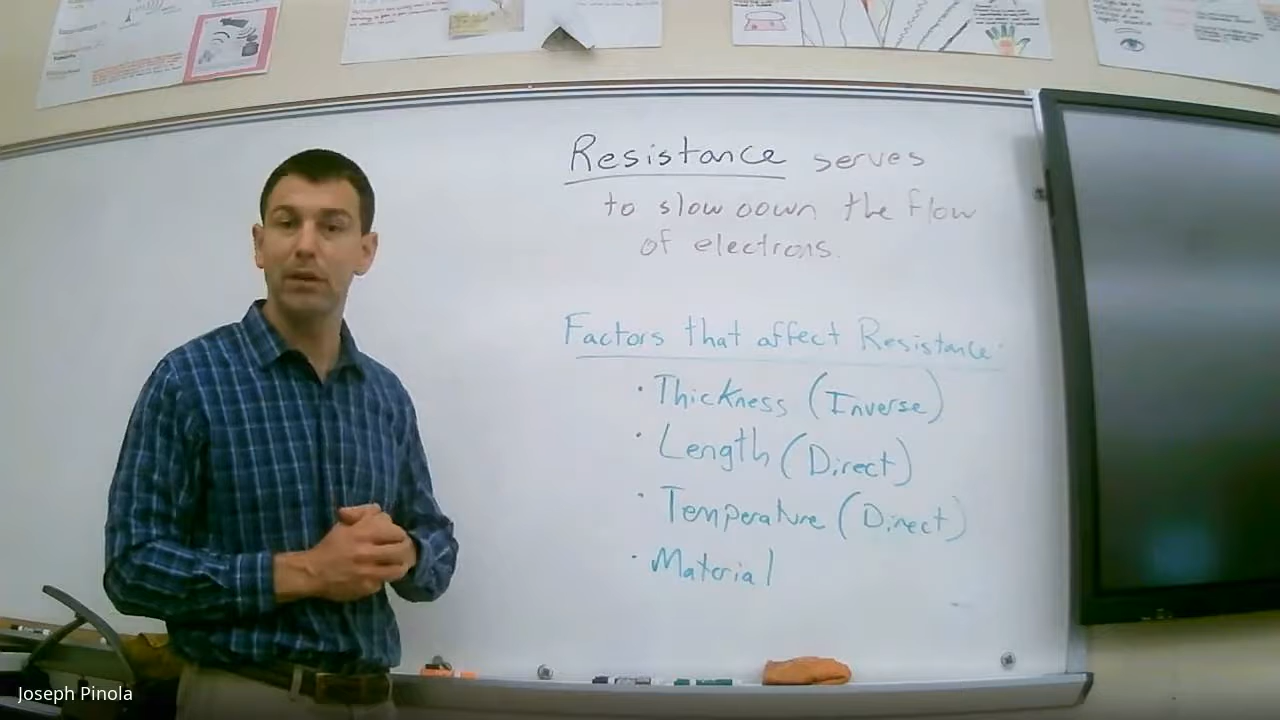 Resistance serves
to slow down the flow
of electrons.
Factors that affect Resistance:
· Thickness (Inverse)
· Length (Direct)
· Temperature (Direct)
· Material
Joseph Pinola